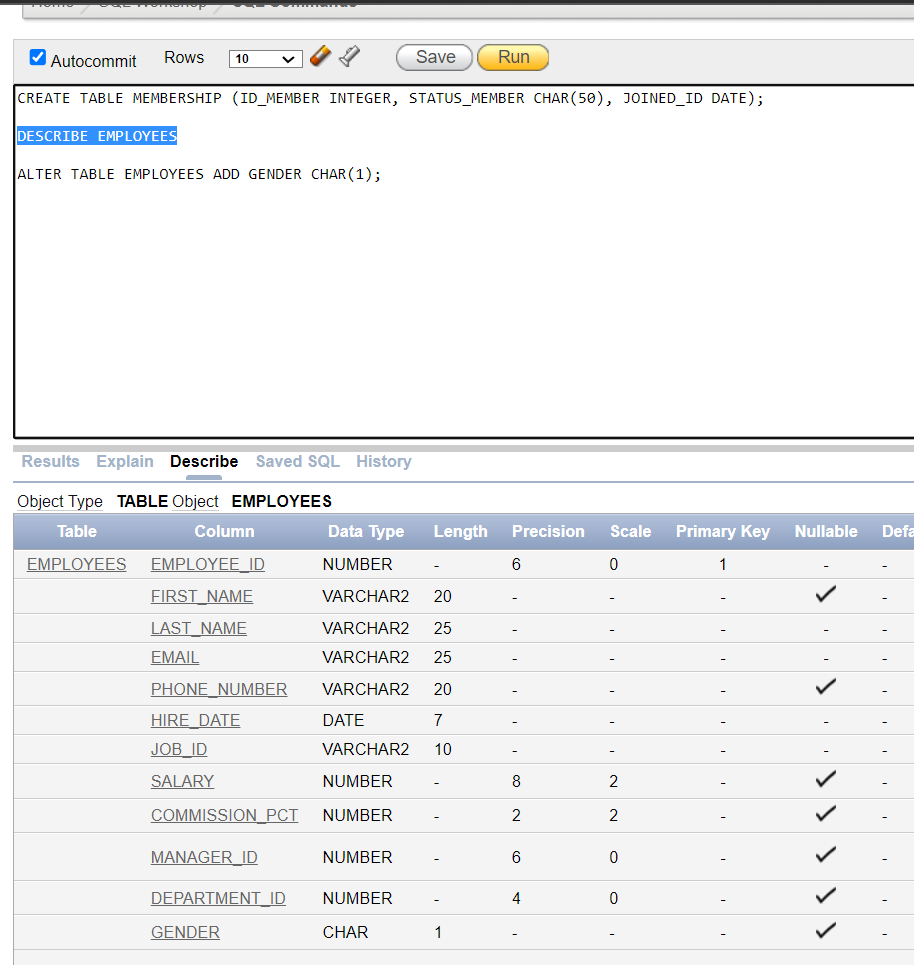 Home SQL Workshop SQL Commands
Autocommit Rows 10 Save Run
CREATE TABLE MEMBERSHIP (ID_MEMBER INTEGER, STATUS_MEMBER CHAR(50), JOINED_ID DATE);
DESCRIBE EMPLOYEES
ALTER TABLE EMPLOYEES ADD GENDER CHAR(1);
Results Explain Describe Saved SQL History
Object Type TABLE Object EMPLOYEES
Table Column Data Type Length Precision Scale Primary Key Nullable Defa
EMPLOYEES EMPLOYEE_ID NUMBER - 6 0 1 - -
FIRST_NAME VARCHAR2 20 - - - -
LAST_NAME VARCHAR2 25 - - - - -
EMAIL VARCHAR2 25 - - - - -
PHONE_NUMBER VARCHAR2 20 - - - -
HIRE_DATE DATE 7 - - - - -
JOB_ID VARCHAR2 10 - - - - -
SALARY NUMBER - 8 2 - -
COMMISSION_PCT NUMBER - 2 2 - -
MANAGER_ID NUMBER - 6 0 - -
DEPARTMENT_ID NUMBER - 4 0 - -
GENDER CHAR 1 - - - -